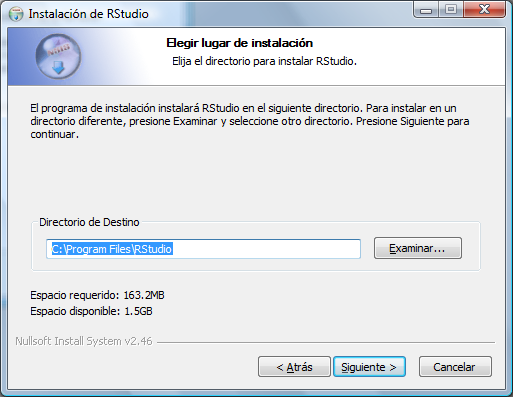 Instalación de RStudio
Elegir lugar de instalación
Elija el directorio para instalar RStudio.
El programa de instalación instalará RStudio en el siguiente directorio. Para instalar en un
directorio diferente, presione Examinar y seleccione otro directorio. Presione Siguiente para
continuar.
Directorio de Destino
C:\Program Files\RStudio
Examinar...
Espacio requerido: 163.2MB
Espacio disponible: 1.5GB
Nullsoft Install System v2.46
< Atrás
Siguiente >
Cancelar